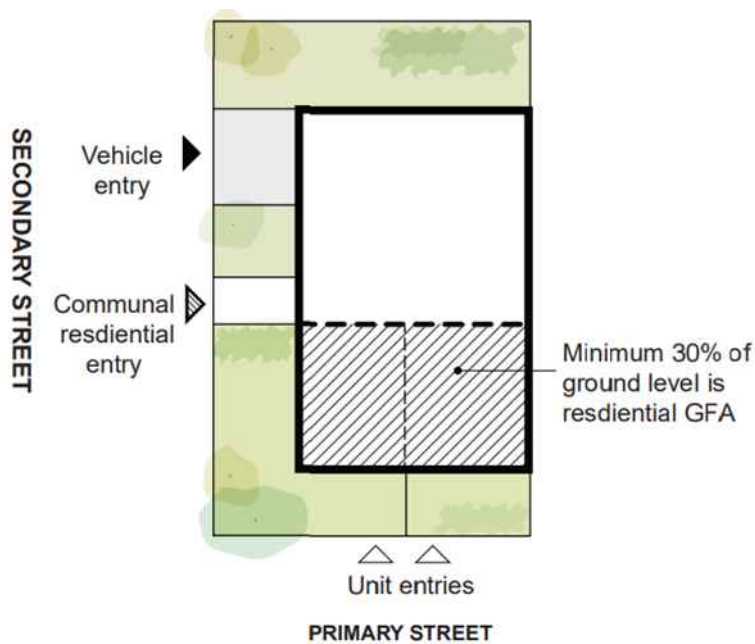 SECONDARY STREET
Vehicle
entry
Communal
resdiential
entry
Minimum 30% of
ground level is
resdiential GFA
Unit entries
PRIMARY STREET